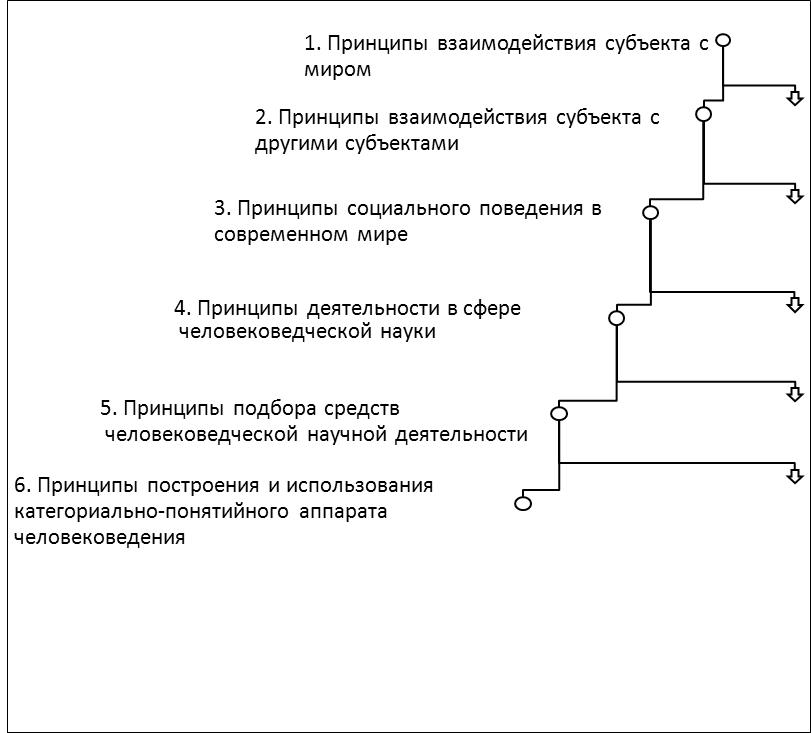 1. Принципы взаимодействия субъекта с
миром
2. Принципы взаимодействия субъекта с
другими субъектами
3. Принципы социального поведения в
современном мире
4. Принципы деятельности в сфере
человековедческой науки
5. Принципы подбора средств
человековедческой научной деятельности
6. Принципы построения и использования
категориально-понятийного аппарата
человековедения